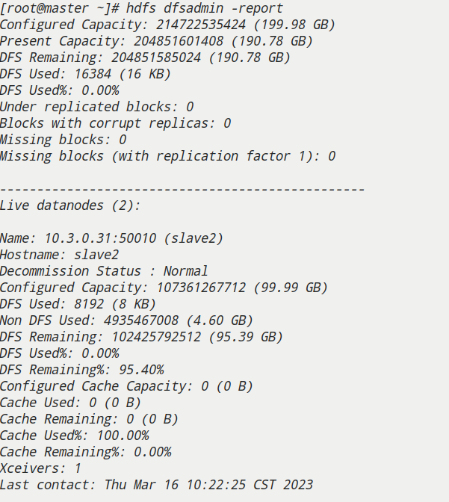 [root@master ~]# hdfs dfsadmin -report
Configured Capacity: 214722535424 (199.98 GB)
Present Capacity: 204851601408 (190.78 GB)
DFS Remaining: 204851585024 (190.78 GB)
DFS Used: 16384 (16 KB)
DFS Used%: 0.00%
Under replicated blocks: 0
Blocks with corrupt replicas: 0
Missing blocks: 0
Missing blocks (with replication factor 1): 0
-------------------------------------------------
Live datanodes (2):
Name: 10.3.0.31:50010 (slave2)
Hostname: slave2
Decommission Status : Normal
Configured Capacity: 107361267712 (99.99 GB)
DFS Used: 8192 (8 KB)
Non DFS Used: 4935467008 (4.60 GB)
DFS Remaining: 102425792512 (95.39 GB)
DFS Used%: 0.00%
DFS Remaining%: 95.40%
Configured Cache Capacity: 0 (0 B)
Cache Used: 0 (0 B)
Cache Remaining: 0 (0 B)
Cache Used%: 100.00%
Cache Remaining%: 0.00%
Xceivers: 1
Last contact: Thu Mar 16 10:22:25 CST 2023